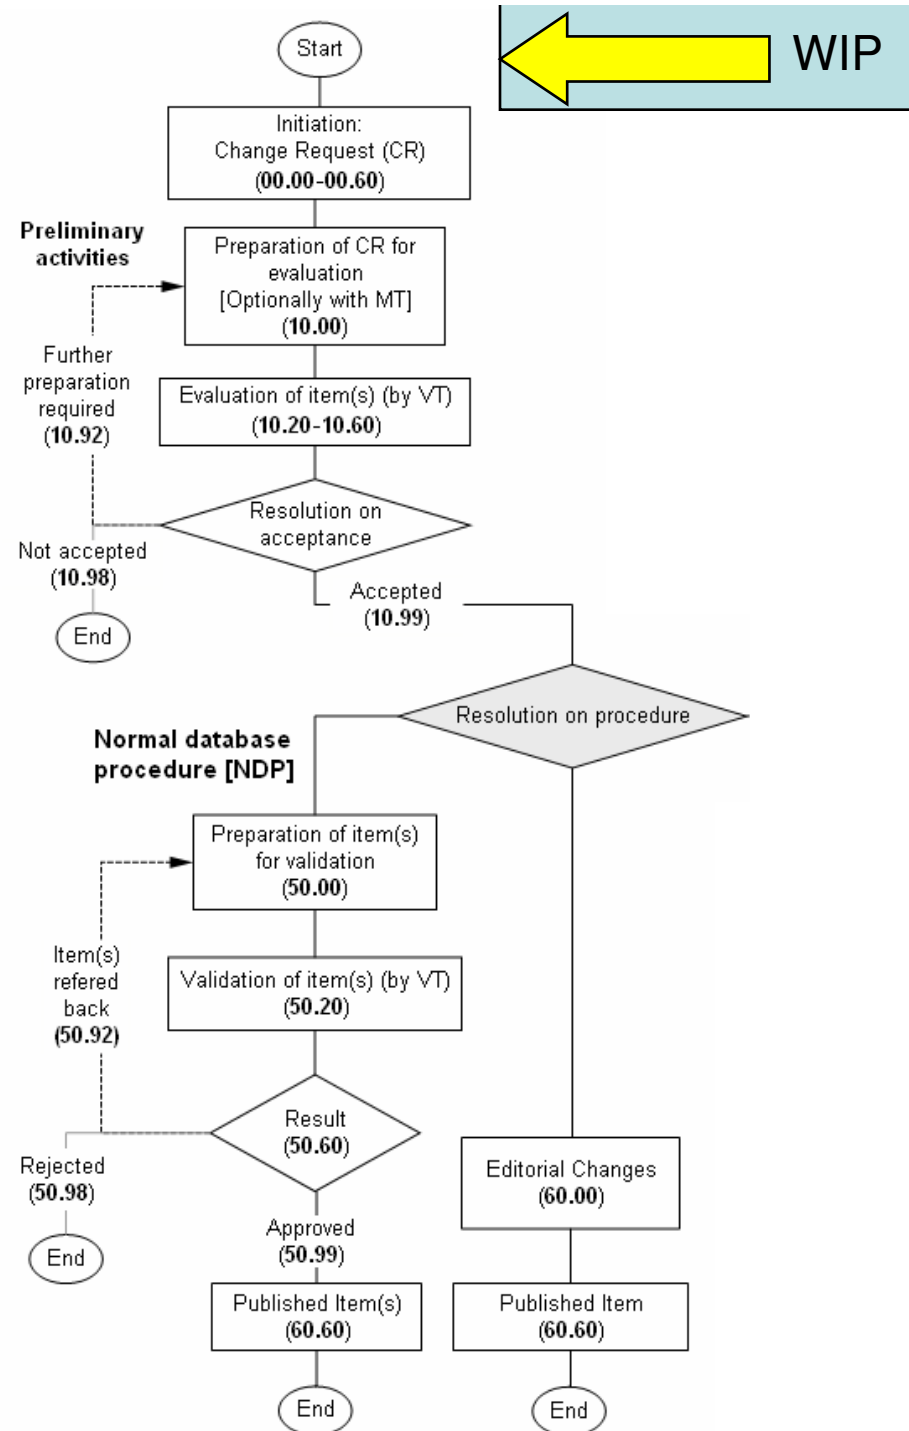 WIP
Start
Initiation:
Change Request (CR)
(00.00-00.60)
Preliminary
activities
Preparation of CR for
evaluation
[Optionally with MT]
(10.00)
Further
preparation
required
(10.92)
Evaluation of item(s) (by VT)
(10.20-10.60)
Resolution on
acceptance
Not accepted
(10.98)
End
Accepted
(10.99)
Resolution on procedure
Normal database
procedure [NDP]
Preparation of item(s)
for validation
(50.00)
Item(s)
refered
back
(50.92)
Validation of item(s) (by VT)
(50.20)
Result
(50.60)
Rejected
(50.98)
End
Approved
(50.99)
Published Item(s)
(60.60)
End
Editorial Changes
(60.00)
Published Item
(60.60)
End